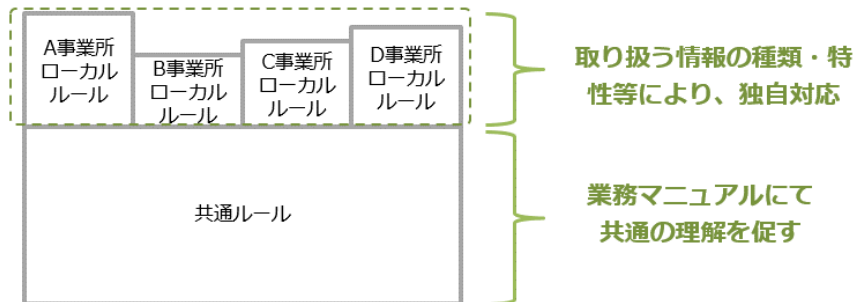 A事業所
ローカル
ルール
B事業所
ローカル
ルール
C事業所
ローカル
ルール
D事業所
ローカル
ルール
取り扱う情報の種類・特
性等により、独自対応
共通ルール
業務マニュアルにて
共通の理解を促す